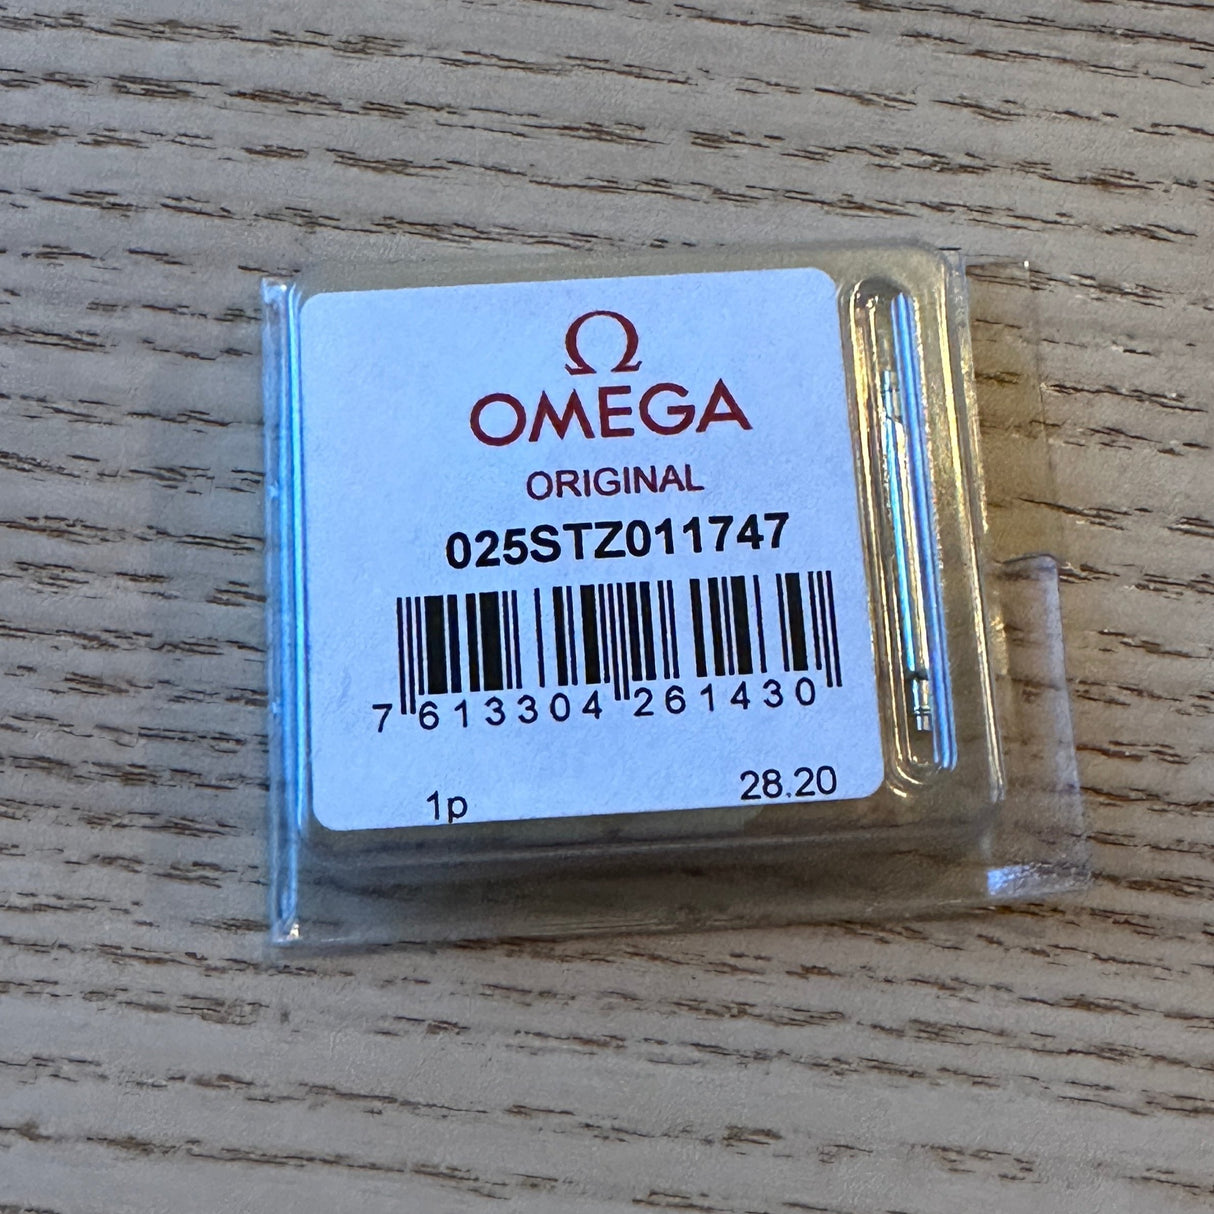 Ω
OMEGA
ORIGINAL
025STZ011747
7 613304 261430
1p 28.20